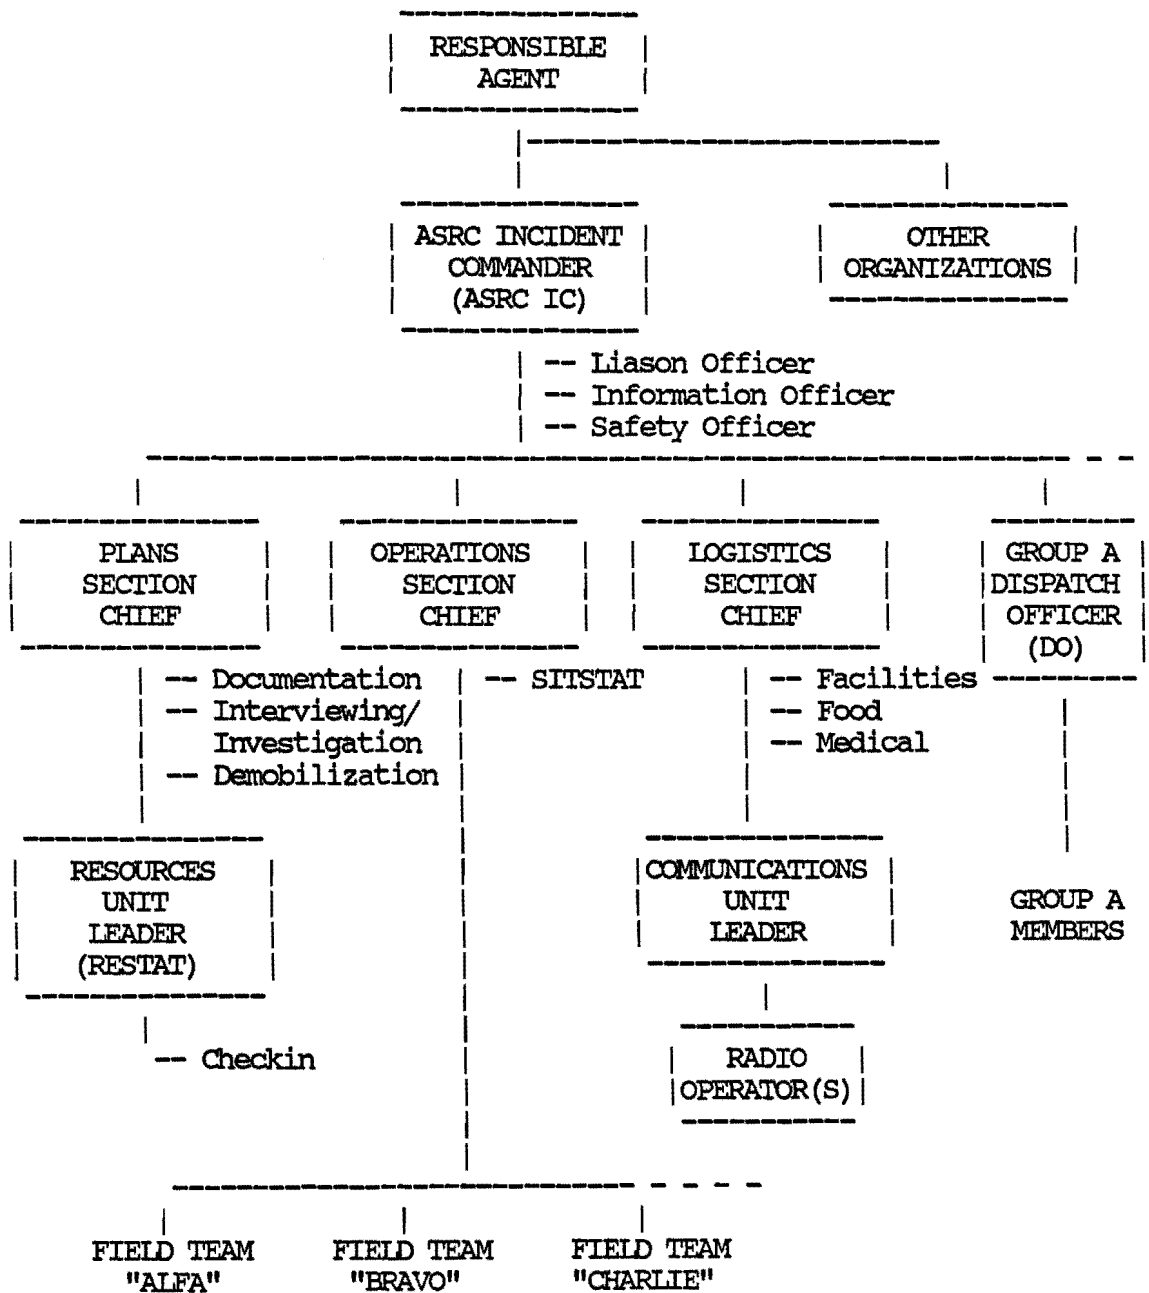 RESPONSIBLE
AGENT
ASRC INCIDENT
COMMANDER
(ASRC IC)
OTHER
ORGANIZATIONS
-- Liason Officer
-- Information Officer
-- Safety Officer
PLANS
SECTION
CHIEF
OPERATIONS
SECTION
CHIEF
LOGISTICS
SECTION
CHIEF
GROUP A
DISPATCH
OFFICER
(DO)
-- Documentation
-- Interviewing/
Investigation
-- Demobilization
-- SITSTAT
-- Facilities
-- Food
-- Medical
RESOURCES
UNIT
LEADER
(RESTAT)
COMMUNICATIONS
UNIT
LEADER
GROUP A
MEMBERS
-- Checkin
RADIO
OPERATOR(S)
FIELD TEAM
"ALFA"
FIELD TEAM
"BRAVO"
FIELD TEAM
"CHARLIE"